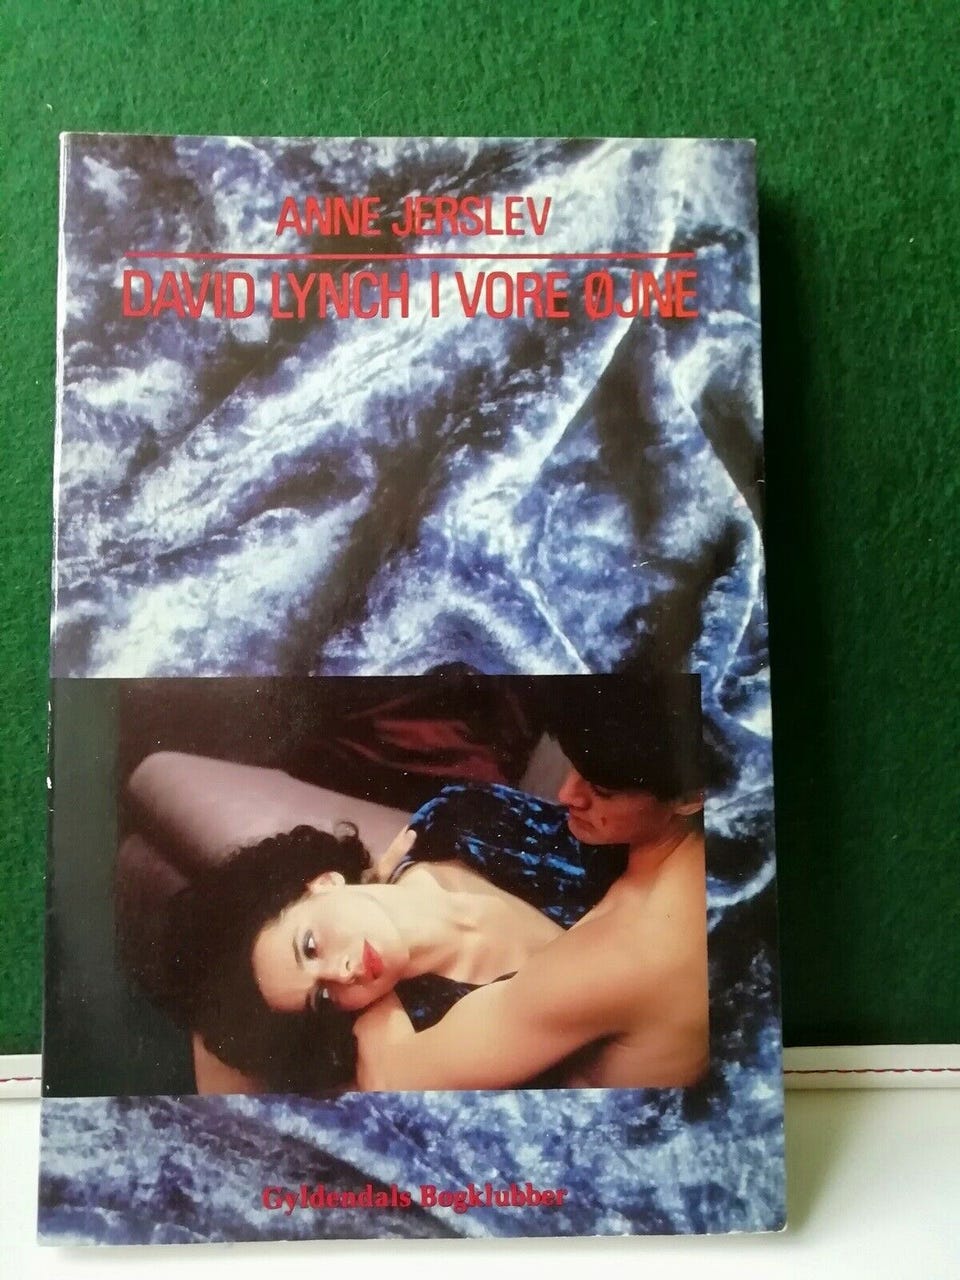 ANNE JERSLEV
DAVID LYNCH I VORE ØJNE
Gyldendals Bogklubber